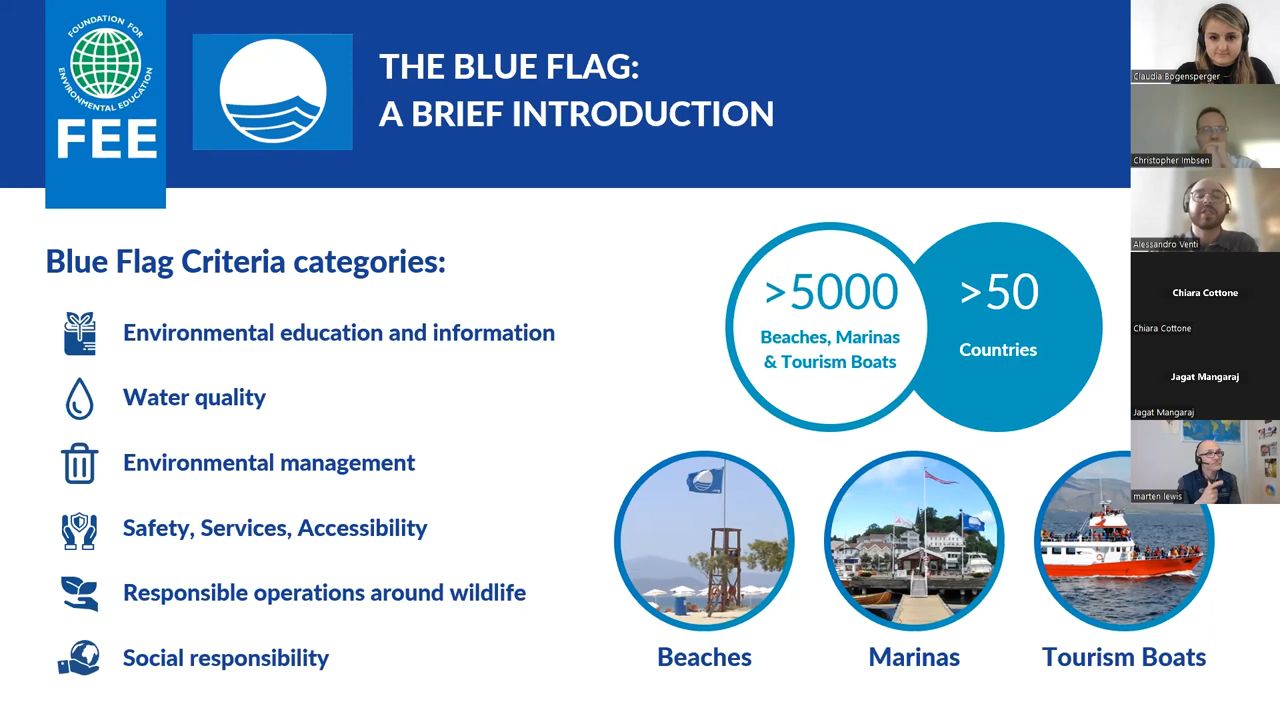 FOUNDATION FOR
ENVIRONMENTAL EDUCATION
FEE
THE BLUE FLAG:
A BRIEF INTRODUCTION
Blue Flag Criteria categories:
Environmental education and information
Water quality
Environmental management
Safety, Services, Accessibility
Responsible operations around wildlife
Social responsibility
>5000
Beaches, Marinas
& Tourism Boats
>50
Countries
Beaches
Marinas
Tourism Boats
Claudia Bogensperger
Christopher Imbsen
Alessandro Venti
Chiara Cottone
Chiara Cottone
Jagat Mangaraj
Jagat Mangaraj
marten lewis